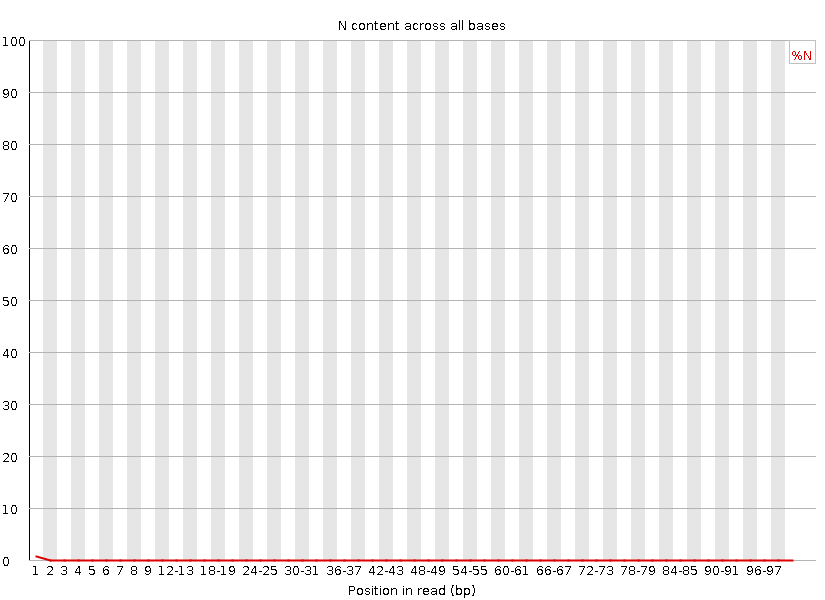 N content across all bases
%N
100
90
80
70
60
50
40
30
20
10
0
1 2 3 4 5 6 7 8 9 12-13 18-19 24-25 30-31 36-37 42-43 48-49 54-55 60-61 66-67 72-73 78-79 84-85 90-91 96-97
Position in read (bp)